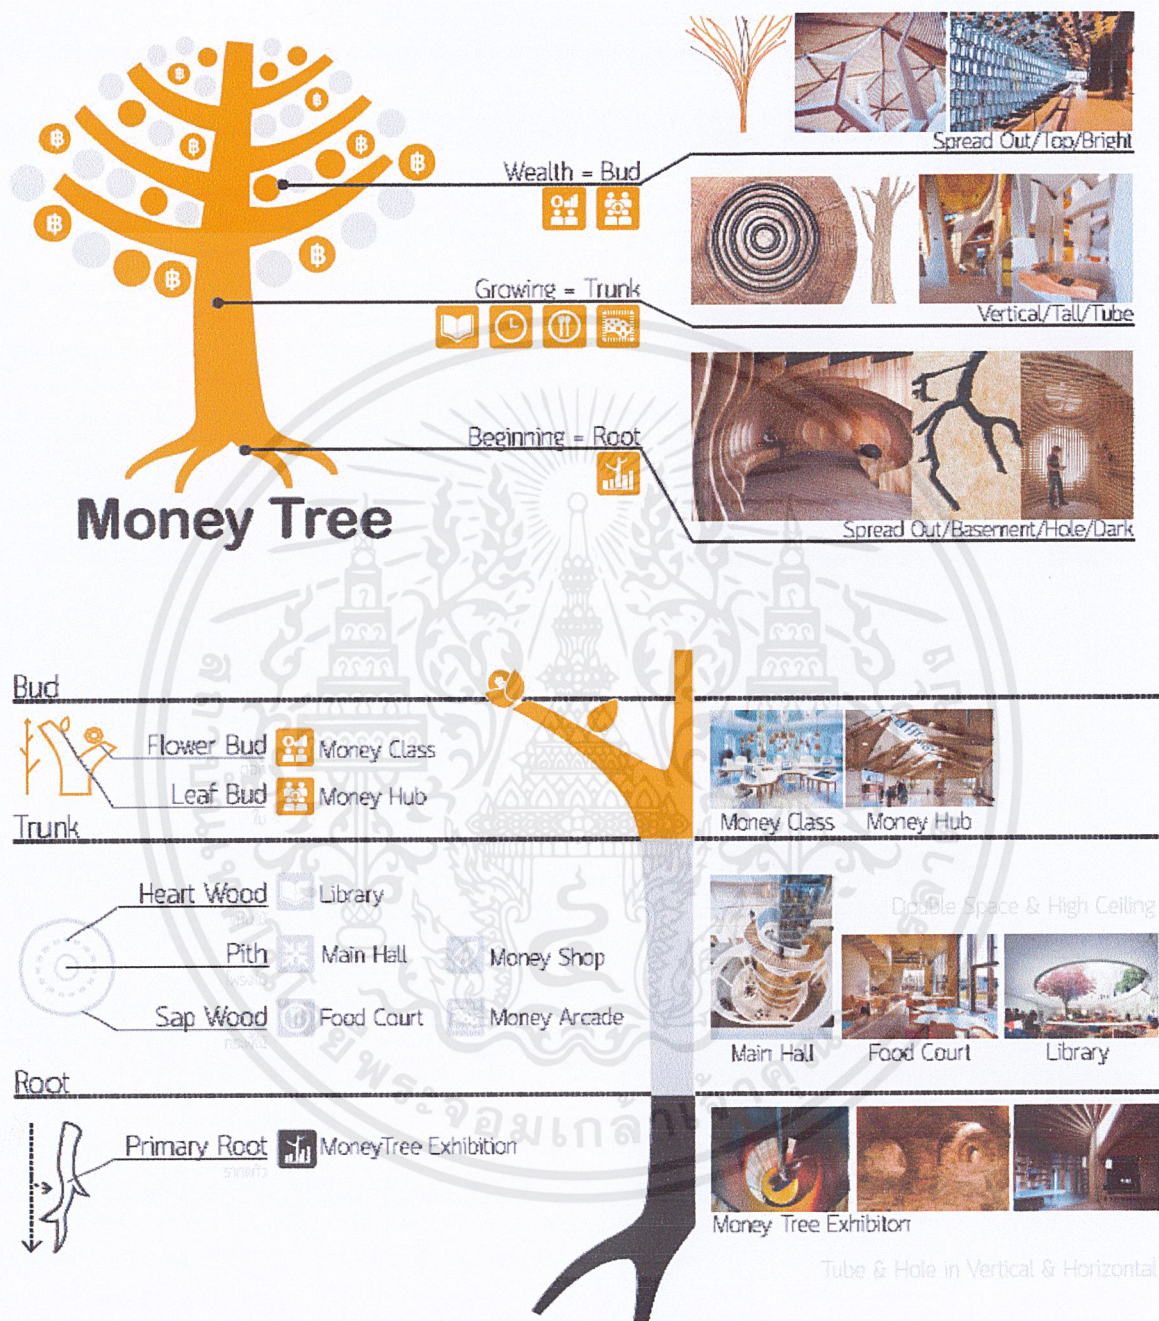 Spread Out/Top/Bright
Wealth = Bud
Growing = Trunk
Vertical/Tall/Tube
Beginning = Root
Spread Out/Basement/Hole/Dark
Money Tree
Bud
Flower Bud Money Class
Leaf Bud Money Hub
Money Class Money Hub
Trunk
Heart Wood Library
Double Space & High Ceiling
Pith Main Hall Money Shop
Sap Wood Food Court Money Arcade
Main Hall Food Court Library
Root
Primary Root MoneyTree Exhibition
Money Tree Exhibiton
Tube & Hole in Vertical & Horizontal